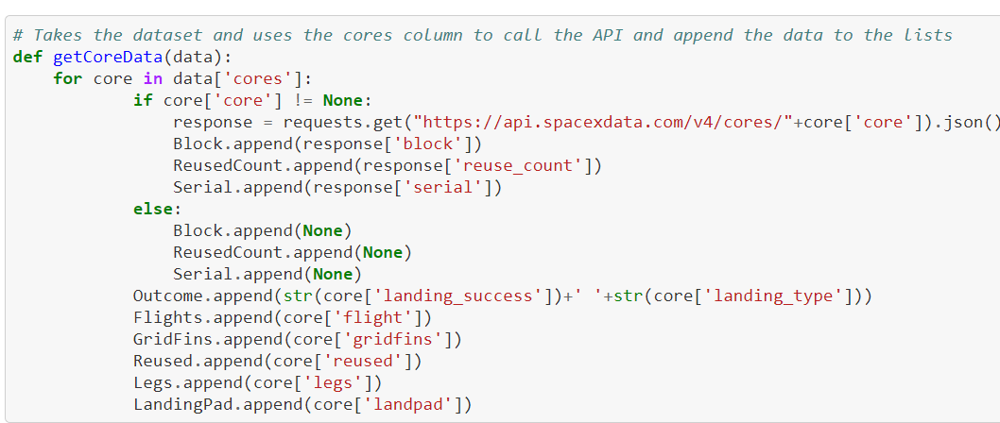 # Takes the dataset and uses the cores column to call the API and append the data to the lists
def getCoreData(data):
    for core in data['cores']:
            if core['core'] != None:
                response = requests.get("https://api.spacexdata.com/v4/cores/"+core['core']).json()
                Block.append(response['block'])
                ReusedCount.append(response['reuse_count'])
                Serial.append(response['serial'])
            else:
                Block.append(None)
                ReusedCount.append(None)
                Serial.append(None)
            Outcome.append(str(core['landing_success'])+' '+str(core['landing_type']))
            Flights.append(core['flight'])
            GridFins.append(core['gridfins'])
            Reused.append(core['reused'])
            Legs.append(core['legs'])
            LandingPad.append(core['landpad'])